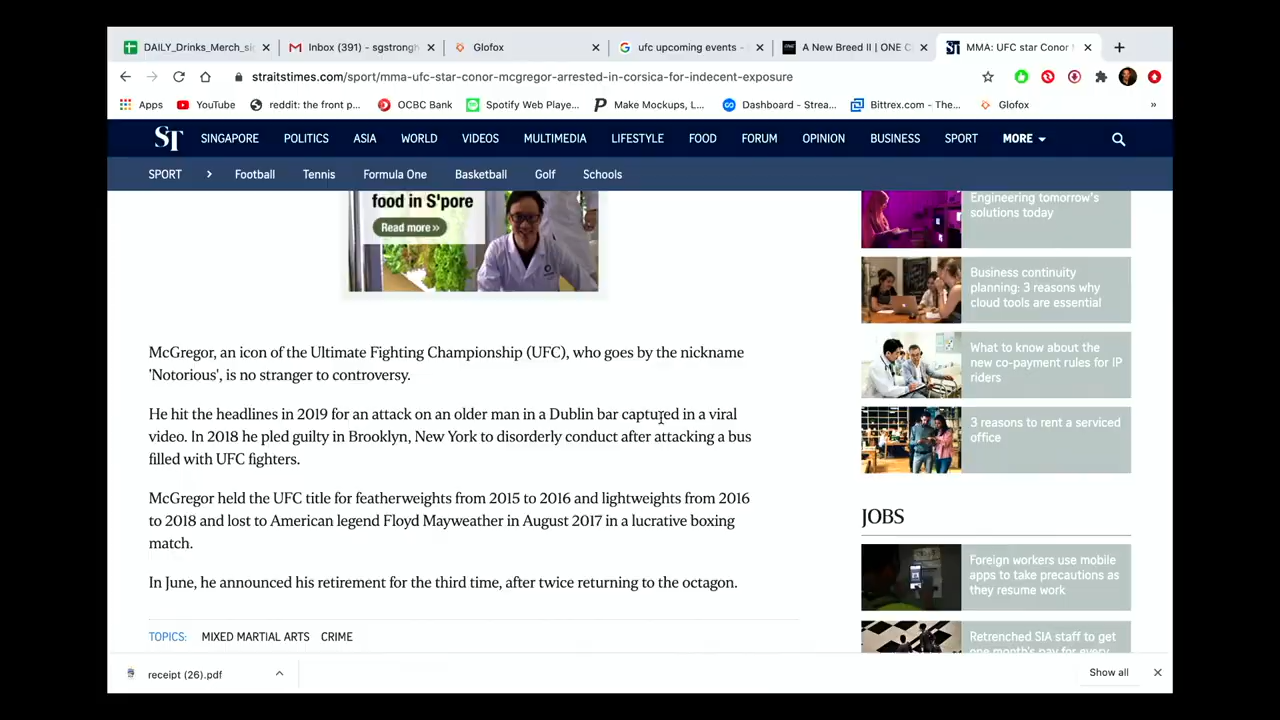 DAILY_Drinks_Merch_si
Inbox (391) - sgstrongh
Glofox
ufc upcoming events -
A New Breed II | ONE C
MMA: UFC star Conor
straitstimes.com/sport/mma-ufc-star-conor-mcgregor-arrested-in-corsica-for-indecent-exposure
Apps
YouTube
reddit: the front p...
OCBC Bank
Spotify Web Playe...
Make Mockups, L...
Dashboard - Strea...
Bittrex.com - The...
Glofox
»
ST
SINGAPORE
POLITICS
ASIA
WORLD
VIDEOS
MULTIMEDIA
LIFESTYLE
FOOD
FORUM
OPINION
BUSINESS
SPORT
MORE
SPORT
Football
Tennis
Formula One
Basketball
Golf
Schools
food in S'pore
Read more »
McGregor, an icon of the Ultimate Fighting Championship (UFC), who goes by the nickname
'Notorious', is no stranger to controversy.
He hit the headlines in 2019 for an attack on an older man in a Dublin bar captured in a viral
video. In 2018 he pled guilty in Brooklyn, New York to disorderly conduct after attacking a bus
filled with UFC fighters.
McGregor held the UFC title for featherweights from 2015 to 2016 and lightweights from 2016
to 2018 and lost to American legend Floyd Mayweather in August 2017 in a lucrative boxing
match.
In June, he announced his retirement for the third time, after twice returning to the octagon.
TOPICS: MIXED MARTIAL ARTS CRIME
Engineering tomorrow's
solutions today
Business continuity
planning: 3 reasons why
cloud tools are essential
What to know about the
new co-payment rules for IP
riders
3 reasons to rent a serviced
office
JOBS
Foreign workers use mobile
apps to take precautions as
they resume work
Retrenched SIA staff to get
one month's pay for every
receipt (26).pdf
Show all